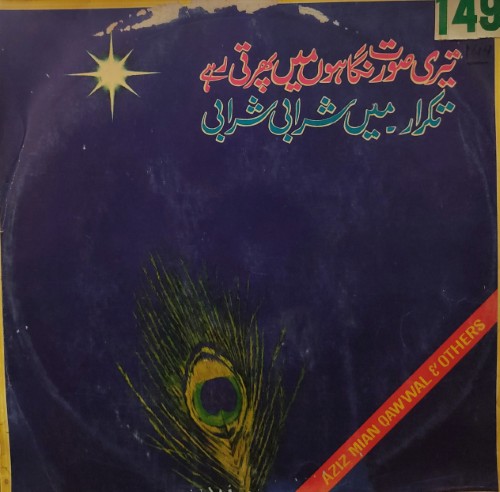 149
تیری صورت نگاہوں میں پھرتی رہے
تکرار۔ میں شرابی شرابی
AZIZ MIAN QAWWAL & OTHERS